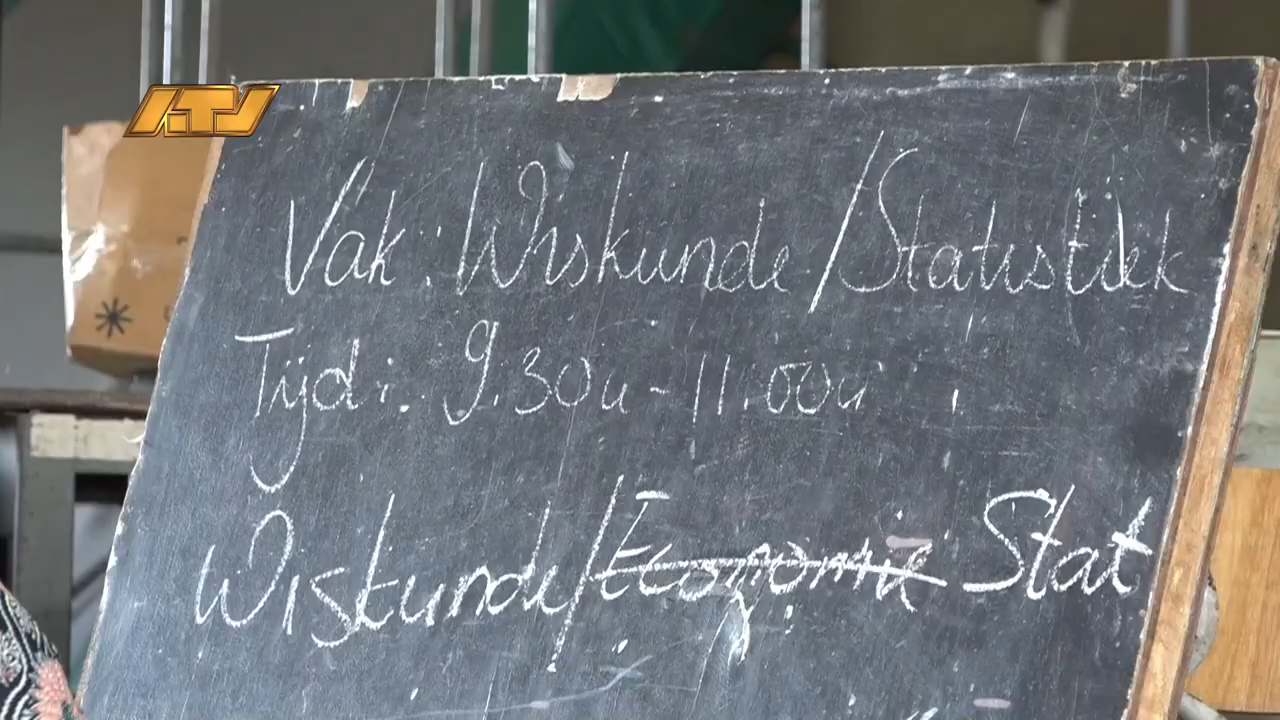 ATV
Vak: Wiskunde/Statistiek
Tijd: 9.30u-11.00u
Wiskunde/Economie Stat